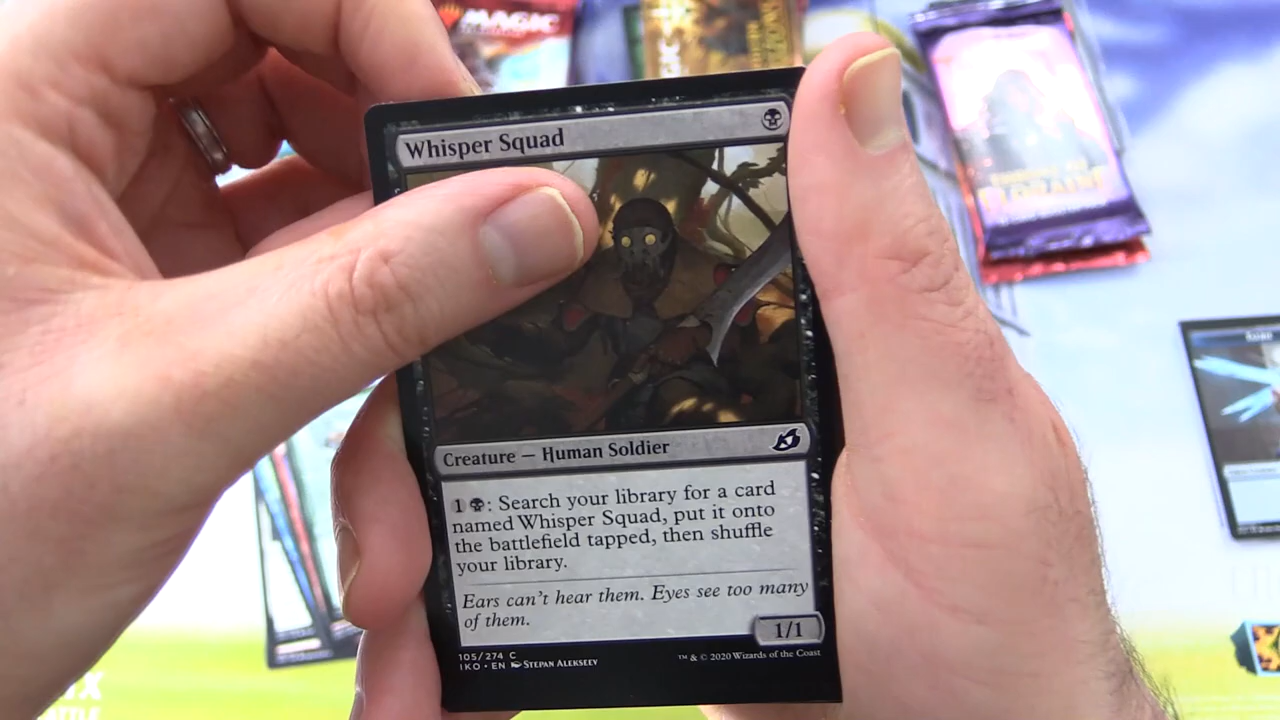 MAGIC
Whisper Squad
Creature — Human Soldier
1 : Search your library for a card
named Whisper Squad, put it onto
the battlefield tapped, then shuffle
your library.
Ears can't hear them. Eyes see too many
of them.
1/1
105/274 C
IKO • EN Stepan Alekseev
™ & © 2020 Wizards of the Coast